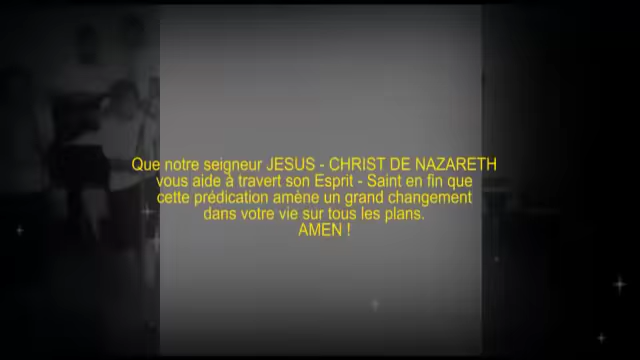 Que notre seigneur JESUS - CHRIST DE NAZARETH
vous aide à travert son Esprit - Saint en fin que
cette prédication amène un grand changement
dans votre vie sur tous les plans.
AMEN !